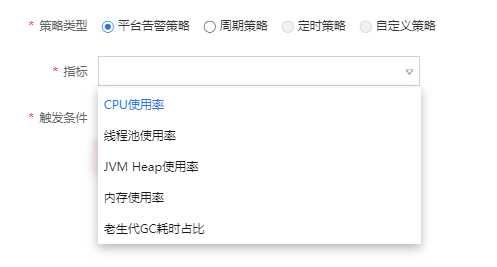 * 策略类型 平台告警策略 周期策略 定时策略 自定义策略
* 指标
CPU使用率
* 触发条件
线程池使用率
JVM Heap使用率
内存使用率
老生代GC耗时占比